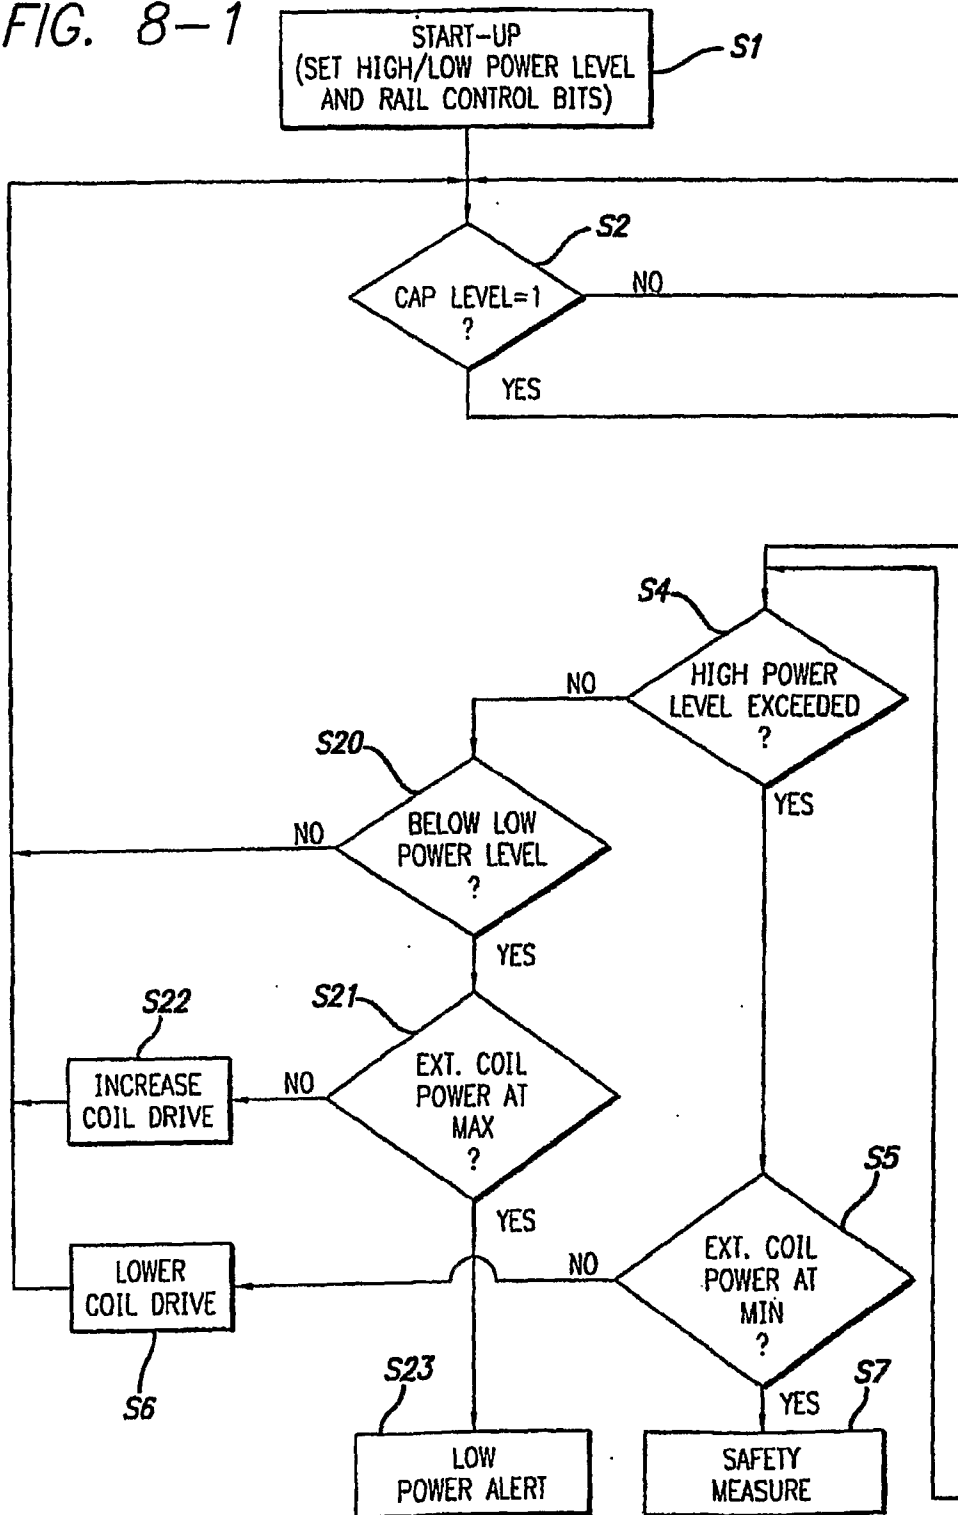 FIG. 8-1
START-UP
(SET HIGH/LOW POWER LEVEL
AND RAIL CONTROL BITS)
S1
S2
CAP LEVEL=1
?
NO
YES
S4
HIGH POWER
LEVEL EXCEEDED
?
NO
YES
S20
BELOW LOW
POWER LEVEL
?
NO
YES
S21
EXT. COIL
POWER AT
MAX
?
NO
YES
S22
INCREASE
COIL DRIVE
S5
EXT. COIL
POWER AT
MIN
?
NO
YES
LOWER
COIL DRIVE
S6
S23
LOW
POWER ALERT
S7
SAFETY
MEASURE